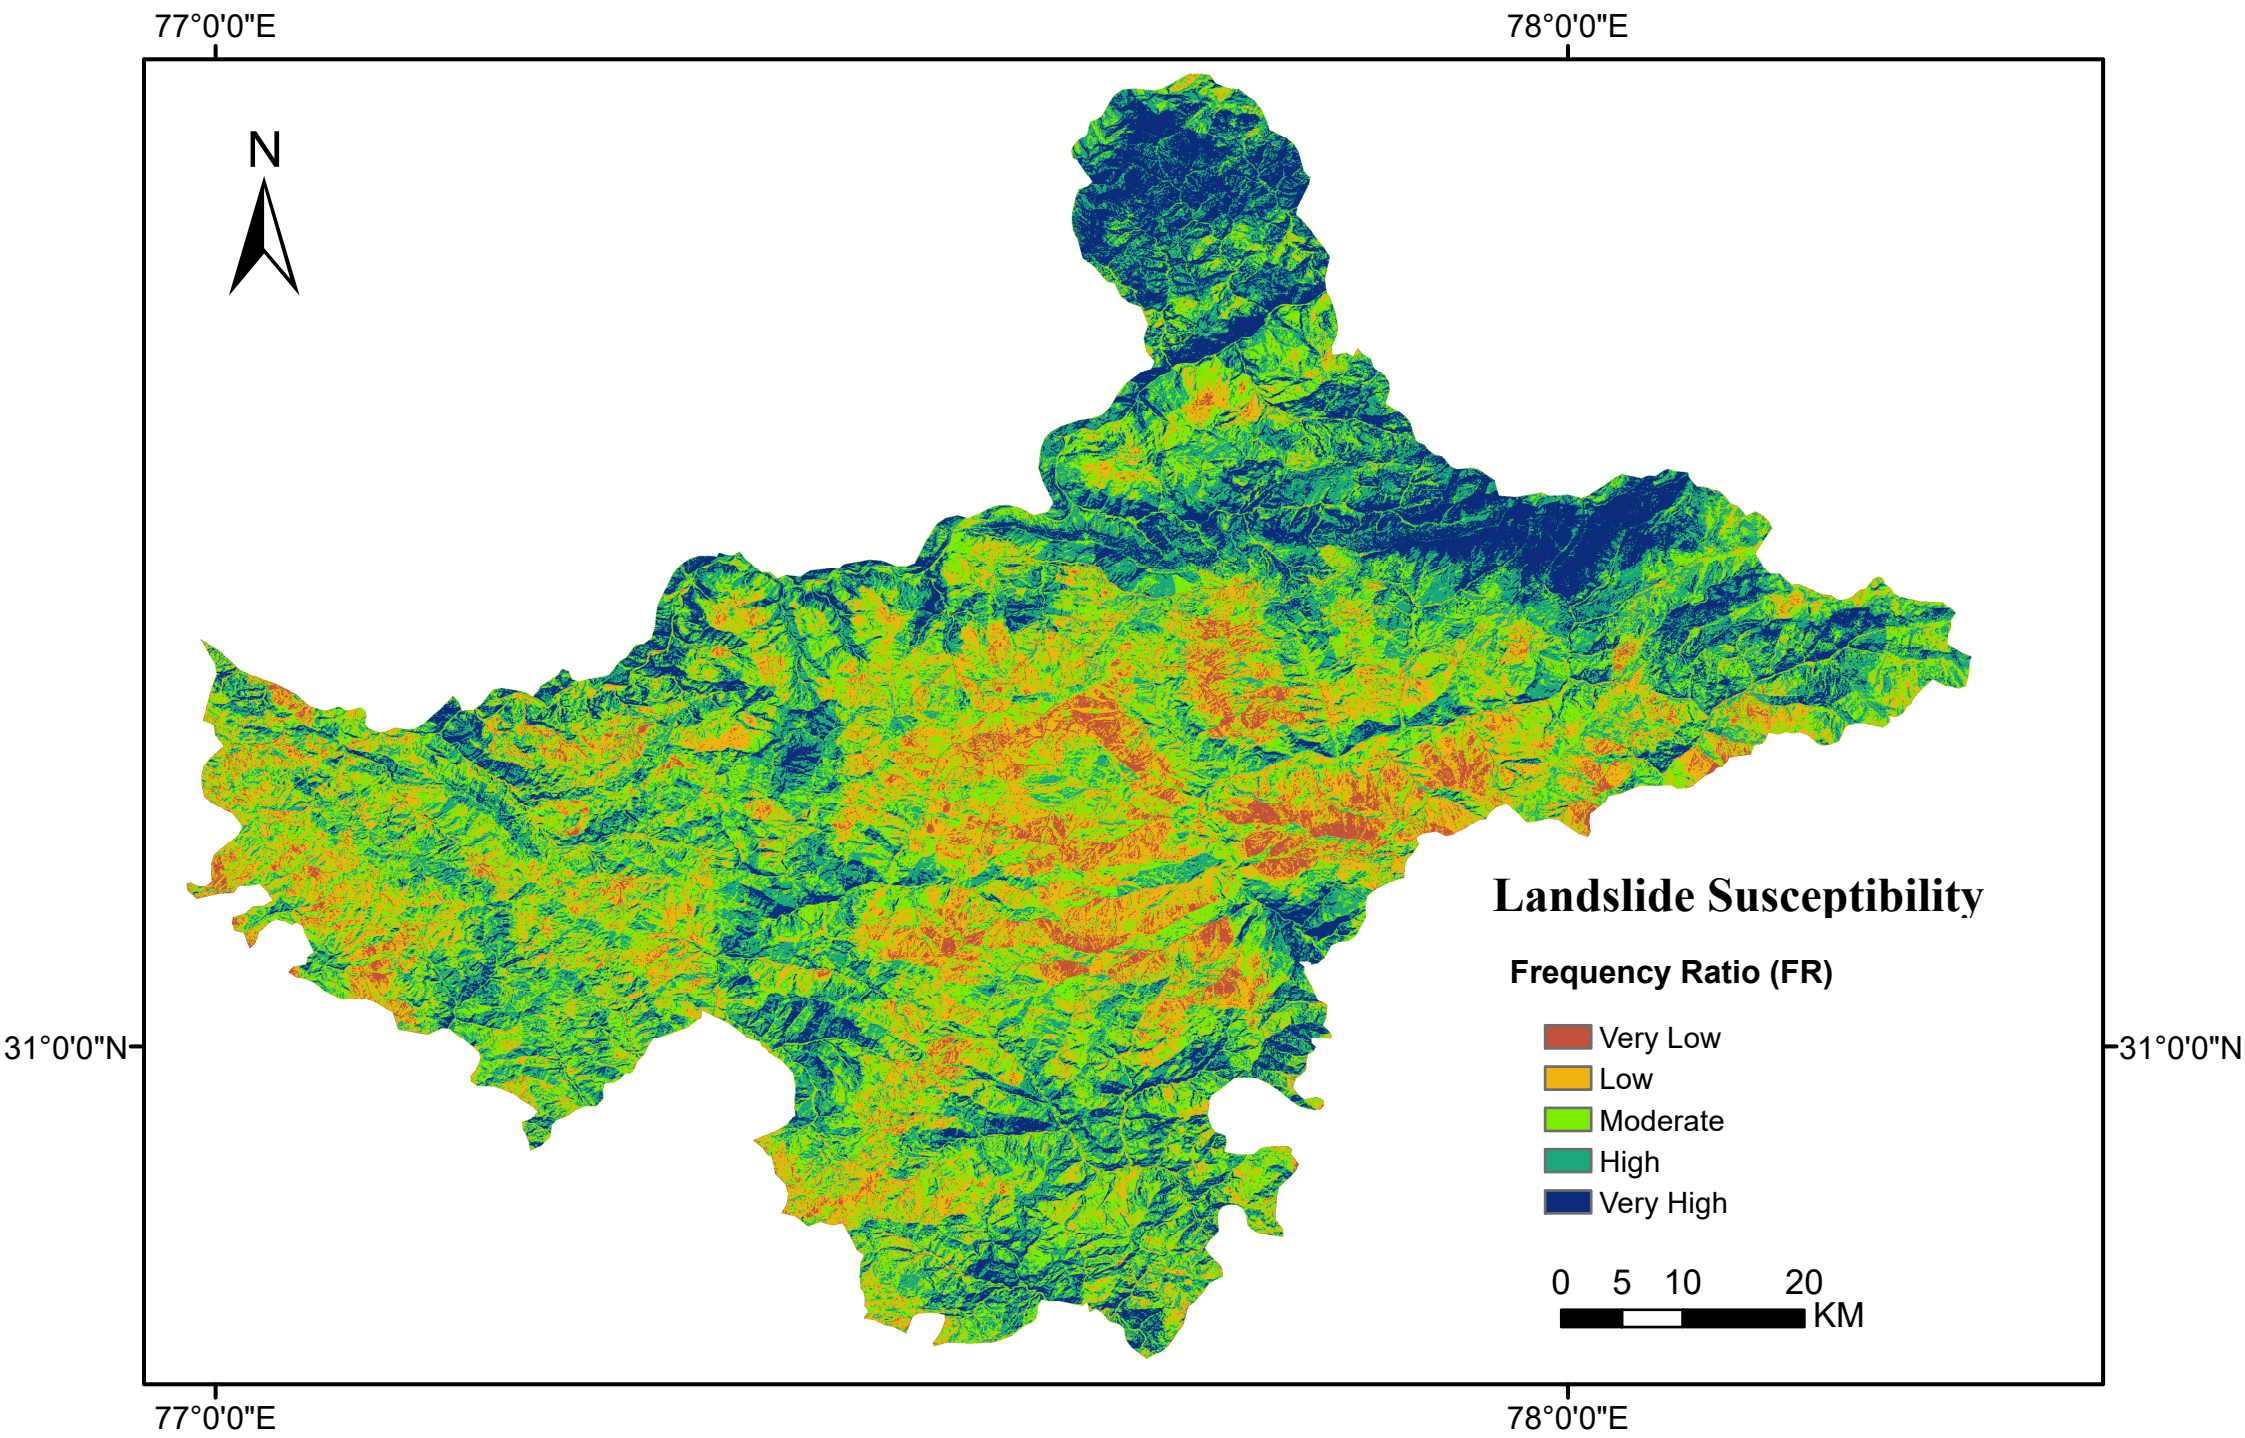 77°0'0"E 78°0'0"E
N
Landslide Susceptibility
Frequency Ratio (FR)
31°0'0"N 31°0'0"N
Very Low
Low
Moderate
High
Very High
0 5 10 20
KM
77°0'0"E 78°0'0"E